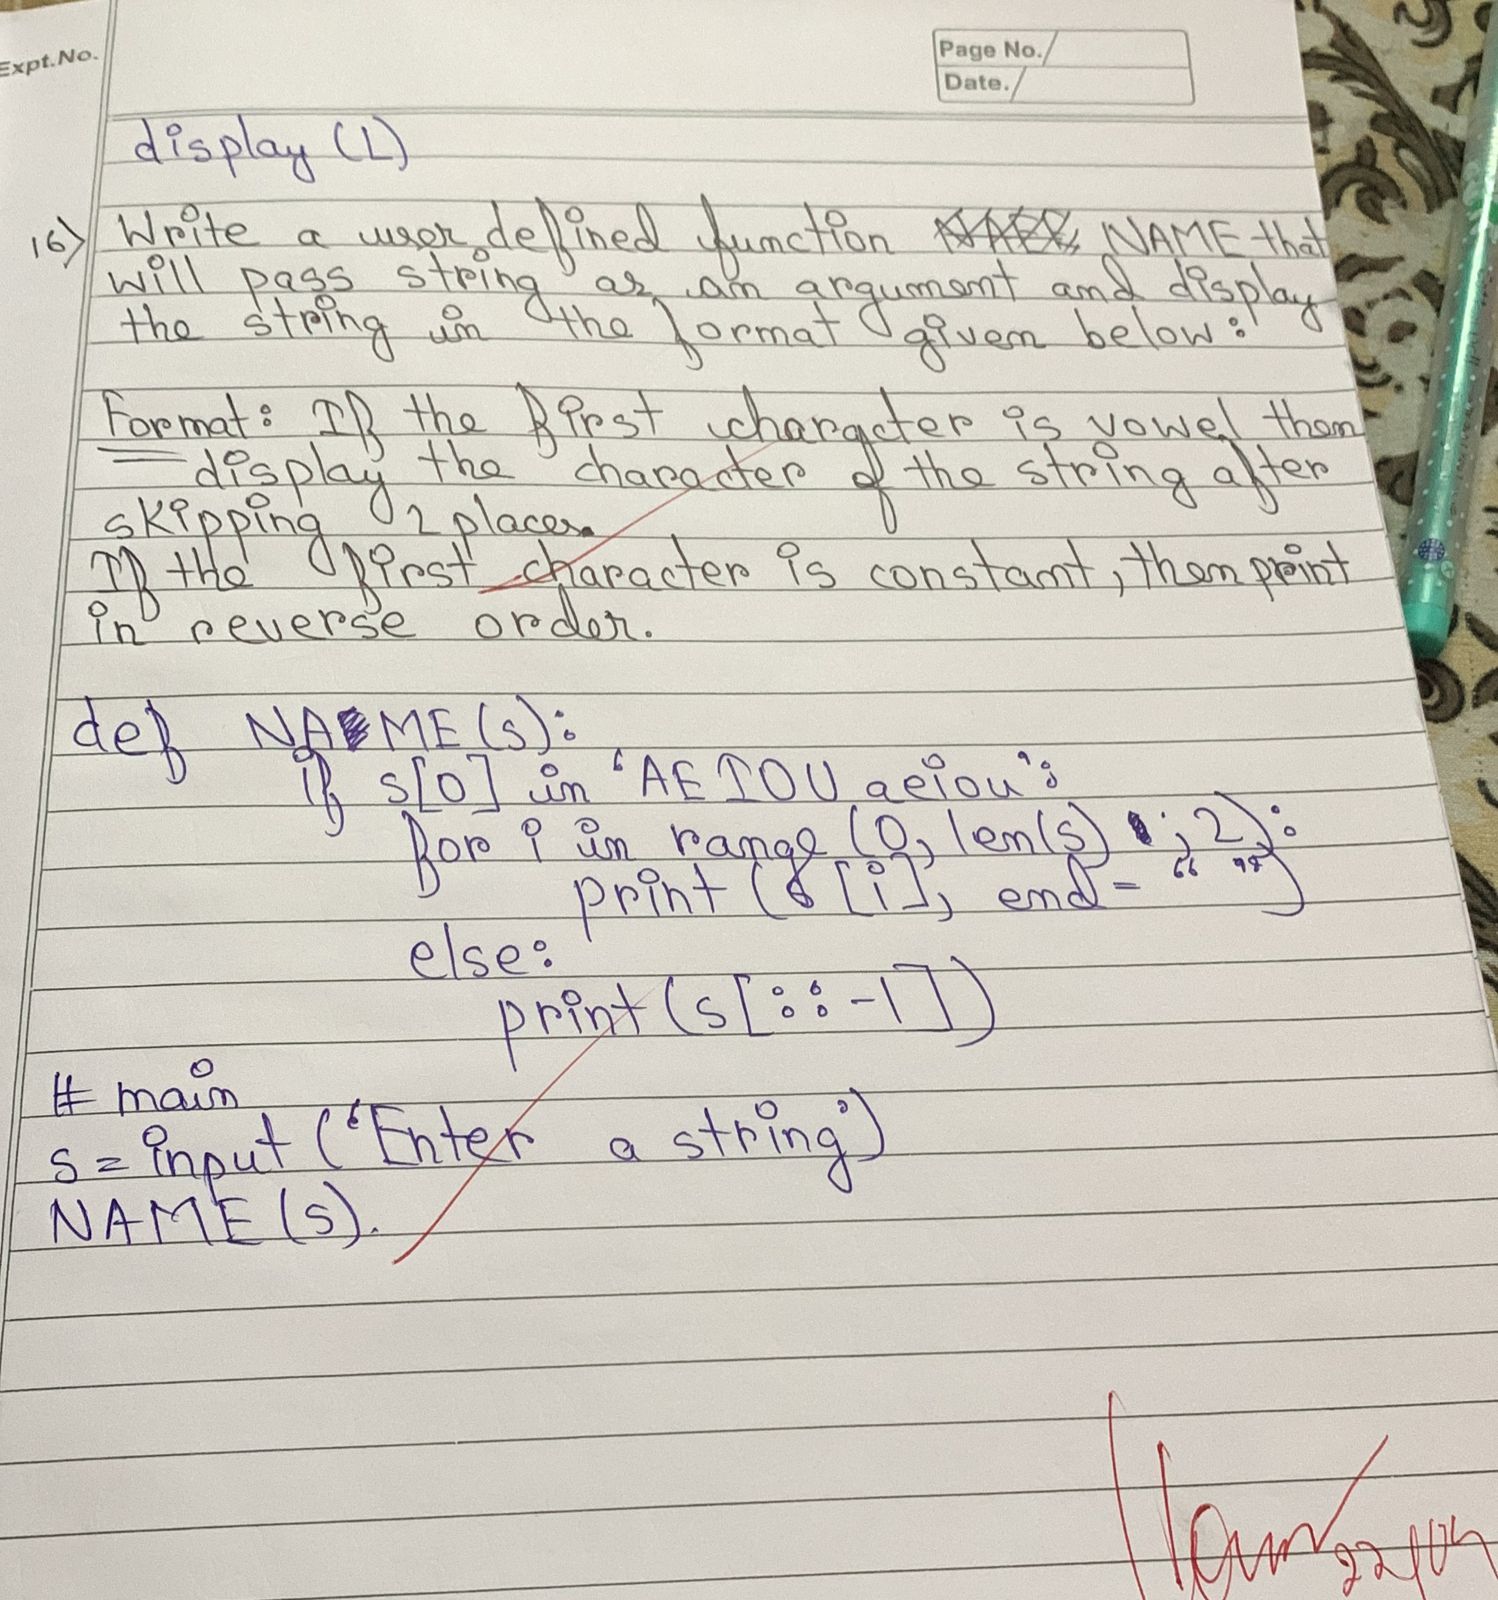 Expt.No.
Page No.
Date.
display (L)
16) Write a user defined function NAME that
will pass string as an argument and display
the string in the format given below:
Format: If the first character is vowel then
display the character of the string after
skipping 2 places.
If the first character is constant, then print
in reverse order.
def NAME(s):
if s[0] in 'AEIOUaeiou':
for i in range (0, len(s), 2):
print (s[i], end = "")
else:
print (s[::-1])
# main
s = input ('Enter a string')
NAME(s).
22/04